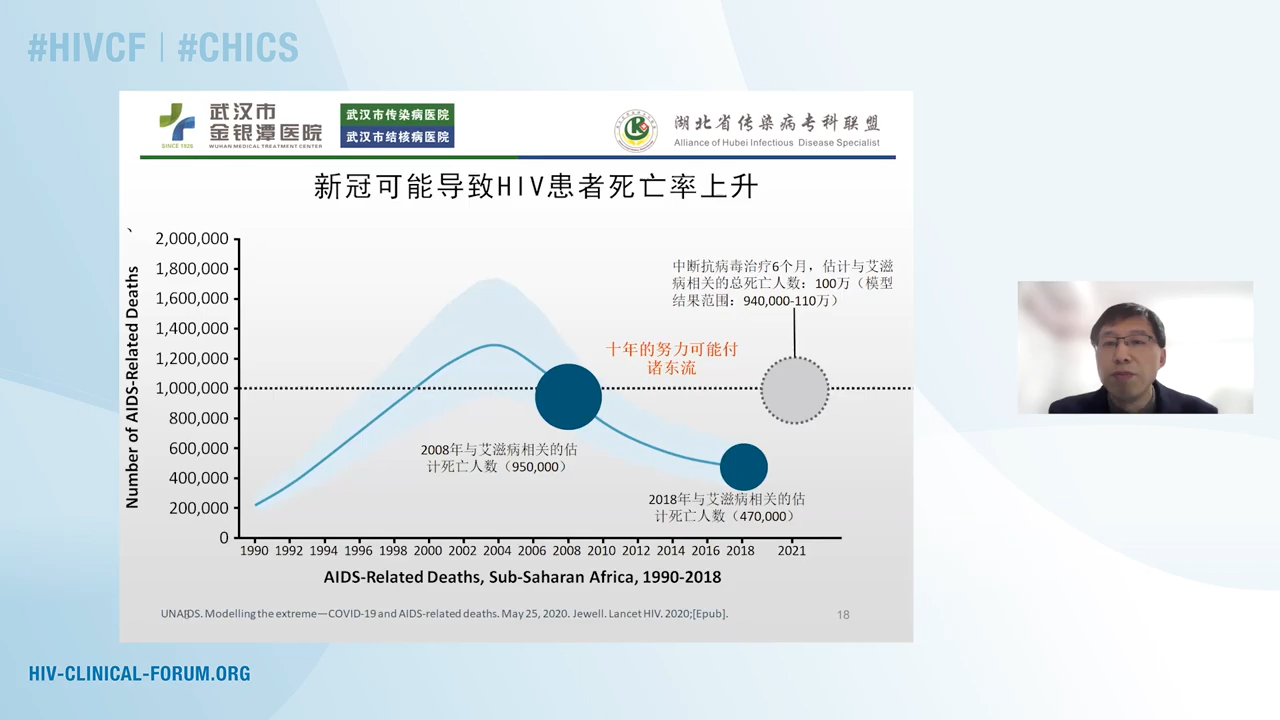 #HIVCF | #CHICS
武汉市
金银潭医院
WUHAN MEDICAL TREATMENT CENTER
SINCE 1926
武汉市传染病医院
武汉市结核病医院
湖北省传染病专科联盟
Alliance of Hubei Infectious Disease Specialist
新冠可能导致HIV患者死亡率上升
、
Number of AIDS-Related Deaths
2,000,000
1,800,000
1,600,000
1,400,000
1,200,000
1,000,000
800,000
600,000
400,000
200,000
0
中断抗病毒治疗6个月，估计与艾滋
病相关的总死亡人数：100万（模型
结果范围：940,000-110万）
十年的努力可能付
诸东流
2008年与艾滋病相关的估
计死亡人数（950,000）
2018年与艾滋病相关的估
计死亡人数（470,000）
1990 1992 1994 1996 1998 2000 2002 2004 2006 2008 2010 2012 2014 2016 2018 2021
AIDS-Related Deaths, Sub-Saharan Africa, 1990-2018
UNAIDS. Modelling the extreme—COVID-19 and AIDS-related deaths. May 25, 2020. Jewell. Lancet HIV. 2020;[Epub].
18
HIV-CLINICAL-FORUM.ORG